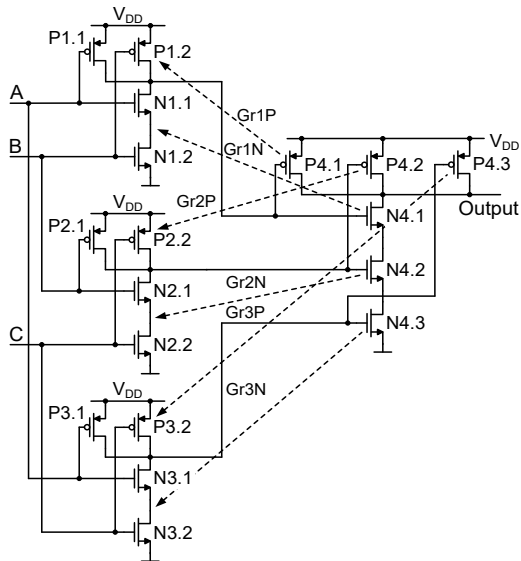 VDD
P1.1
P1.2
A
N1.1
Gr1P
B
N1.2
Gr1N
VDD
P4.1
P4.2
P4.3
VDD
P2.1
P2.2
Gr2P
N4.1
Output
N2.1
Gr2N
N4.2
C
N2.2
Gr3P
N4.3
VDD
Gr3N
P3.1
P3.2
N3.1
N3.2